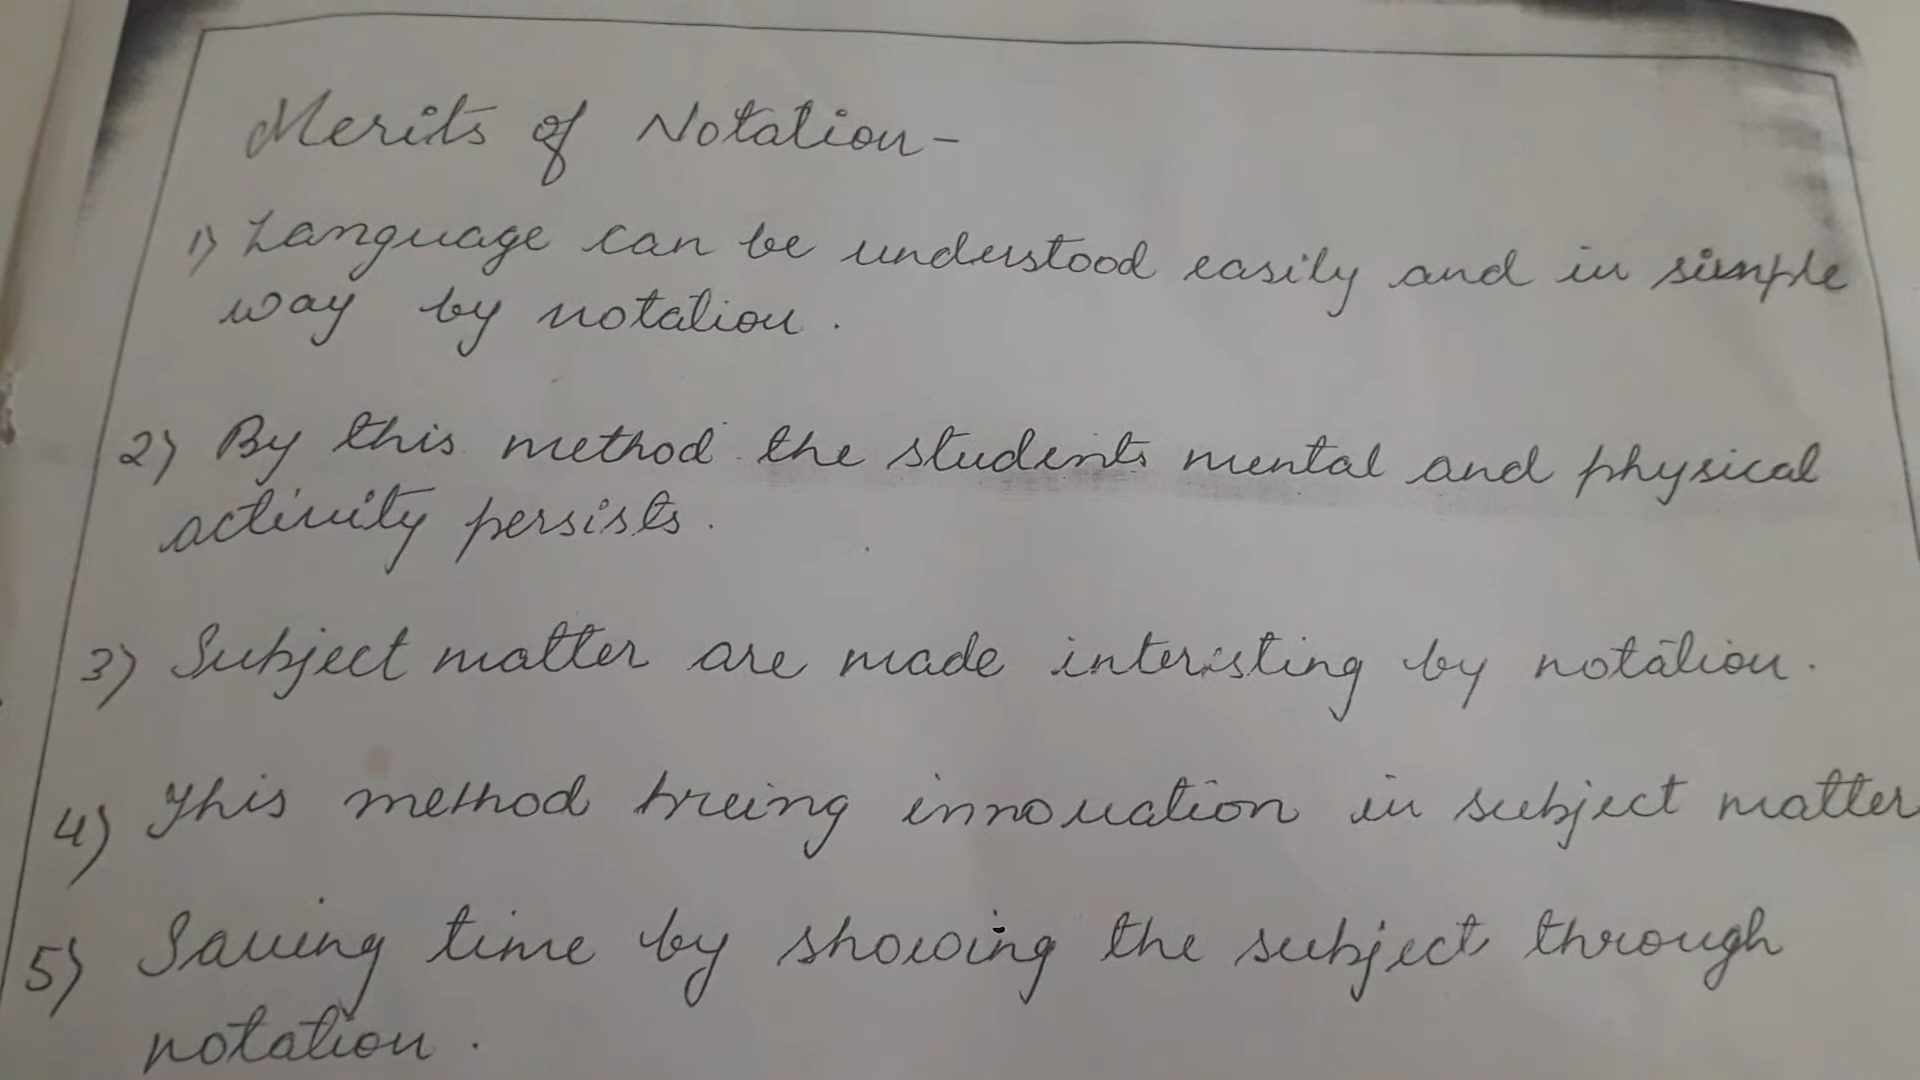 Merits of Notation-
1) Language can be understood easily and in simple
way by notation.
2) By this method the students mental and physical
activity persists.
3) Subject matter are made interesting by notation.
4) This method breing innovation in subject matter
5) Saving time by showing the subject through
notation.